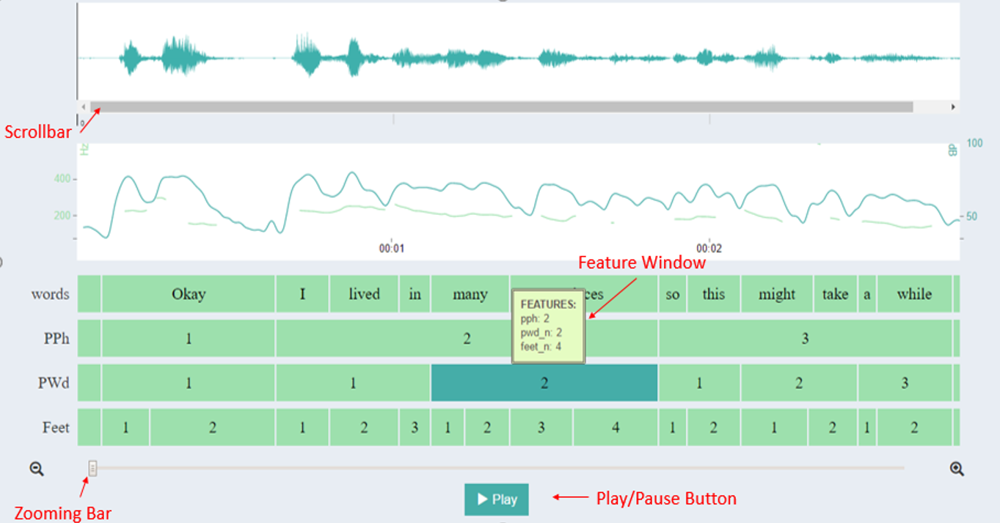 0
Scrollbar
Hz
dB
100
400
200
50
00:01 00:02
Feature Window
words Okay I lived in many ces so this might take a while
FEATURES:
pph: 2
pwd_n: 2
feet_n: 4
PPh 1 2 3
PWd 1 1 2 1 2 3
Feet 1 2 1 2 3 1 2 3 4 1 2 1 2 1 2
Play
Play/Pause Button
Zooming Bar